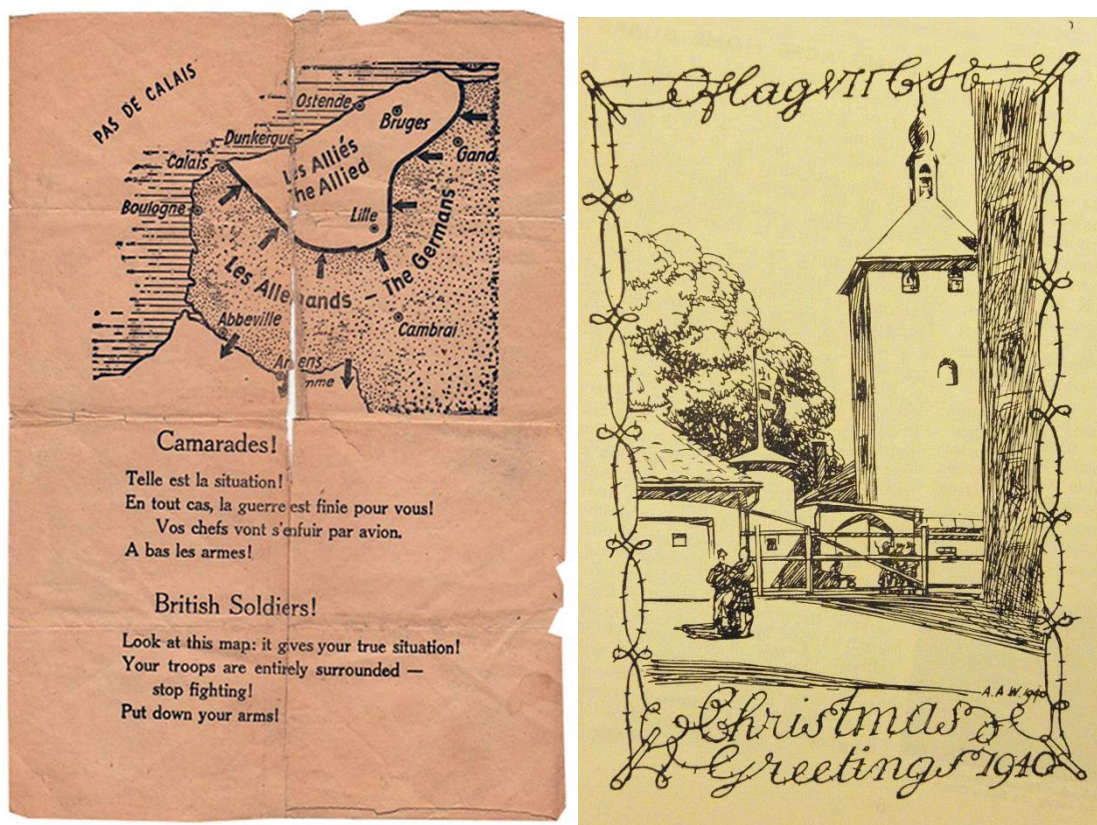 PAS DE CALAIS
Ostende
Bruges
Dunkerque
Gand
Calais
Les Alliés
The Allied
Boulogne
Lille
Les Allemands — The Germans
Abbeville
Cambrai
Camarades!
Telle est la situation!
En tout cas, la guerre est finie pour vous!
Vos chefs vont s'enfuir par avion.
A bas les armes!
British Soldiers!
Look at this map: it gives your true situation!
Your troops are entirely surrounded —
stop fighting!
Put down your arms!
Oflag VII C/H
A.A.W. 1940
Christmas
Greetings 1940